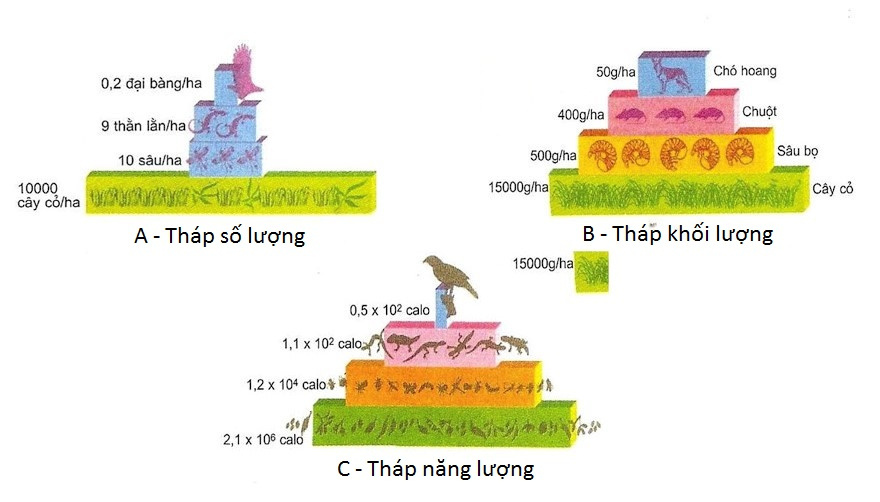 0,2 đại bàng/ha
9 thằn lằn/ha
10 sâu/ha
10000
cây cỏ/ha
A - Tháp số lượng
50g/ha
Chó hoang
400g/ha
Chuột
500g/ha
Sâu bọ
15000g/ha
Cây cỏ
B - Tháp khối lượng
15000g/ha
0,5 x 10² calo
1,1 x 10² calo
1,2 x 10⁴ calo
2,1 x 10⁶ calo
C - Tháp năng lượng